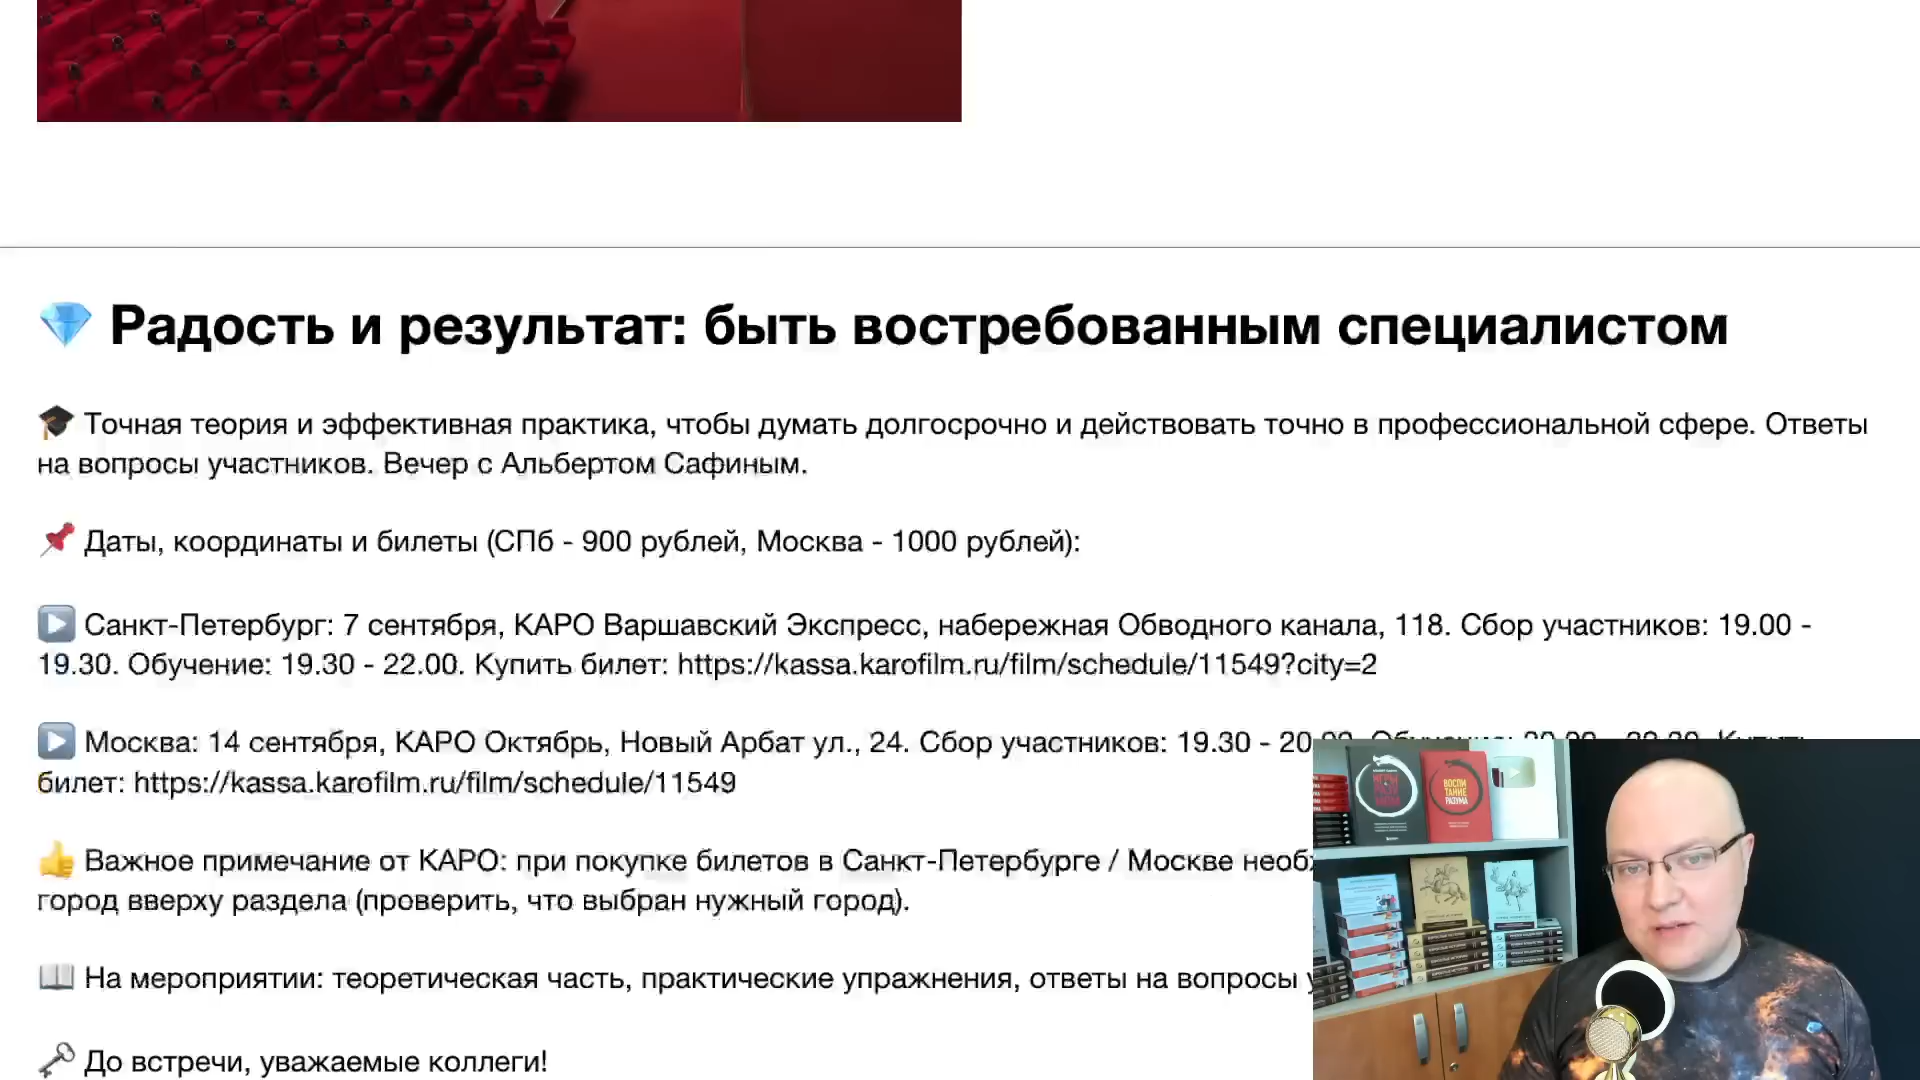 💎 Радость и результат: быть востребованным специалистом
🎓 Точная теория и эффективная практика, чтобы думать долгосрочно и действовать точно в профессиональной сфере. Ответы
на вопросы участников. Вечер с Альбертом Сафиным.
📌 Даты, координаты и билеты (СПб - 900 рублей, Москва - 1000 рублей):
▶️ Санкт-Петербург: 7 сентября, КАРО Варшавский Экспресс, набережная Обводного канала, 118. Сбор участников: 19.00 -
19.30. Обучение: 19.30 - 22.00. Купить билет: https://kassa.karofilm.ru/film/schedule/11549?city=2
▶️ Москва: 14 сентября, КАРО Октябрь, Новый Арбат ул., 24. Сбор участников: 19.30 -
билет: https://kassa.karofilm.ru/film/schedule/11549
👍 Важное примечание от КАРО: при покупке билетов в Санкт-Петербурге / Москве
город вверху раздела (проверить, что выбран нужный город).
📖 На мероприятии: теоретическая часть, практические упражнения, ответы на вопросы
🗝 До встречи, уважаемые коллеги!
ВОСПИ
ТАНИЕ
РАЗУМА